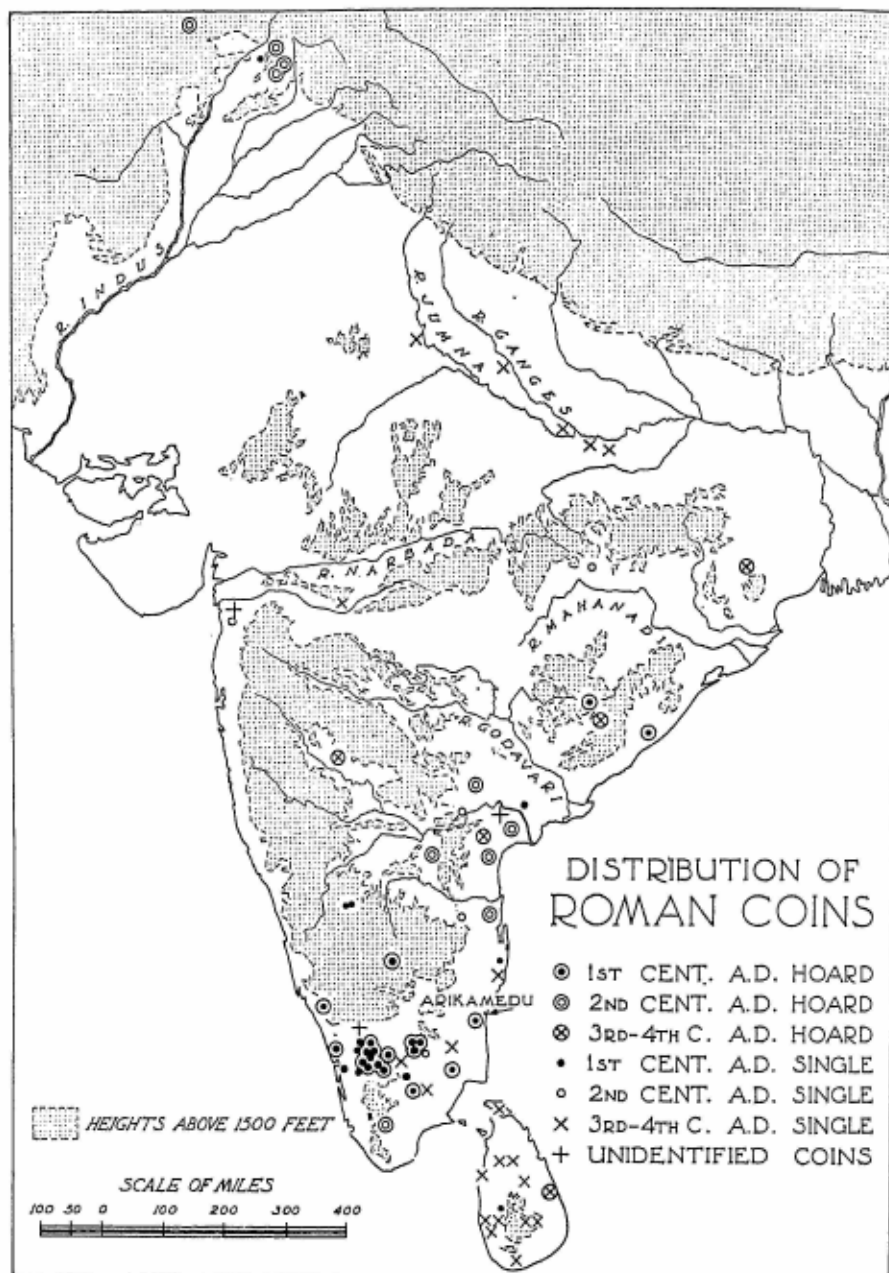 R. INDUS
R. JUMNA
R. GANGES
R. NARBADA
R. MAHANADI
R. GODAVARI
DISTRIBUTION OF
ROMAN COINS
1ST CENT. A.D. HOARD
2ND CENT. A.D. HOARD
3RD-4TH C. A.D. HOARD
1ST CENT. A.D. SINGLE
2ND CENT. A.D. SINGLE
3RD-4TH C. A.D. SINGLE
UNIDENTIFIED COINS
ARIKAMEDU
HEIGHTS ABOVE 1500 FEET
SCALE OF MILES
100 50 0 100 200 300 400